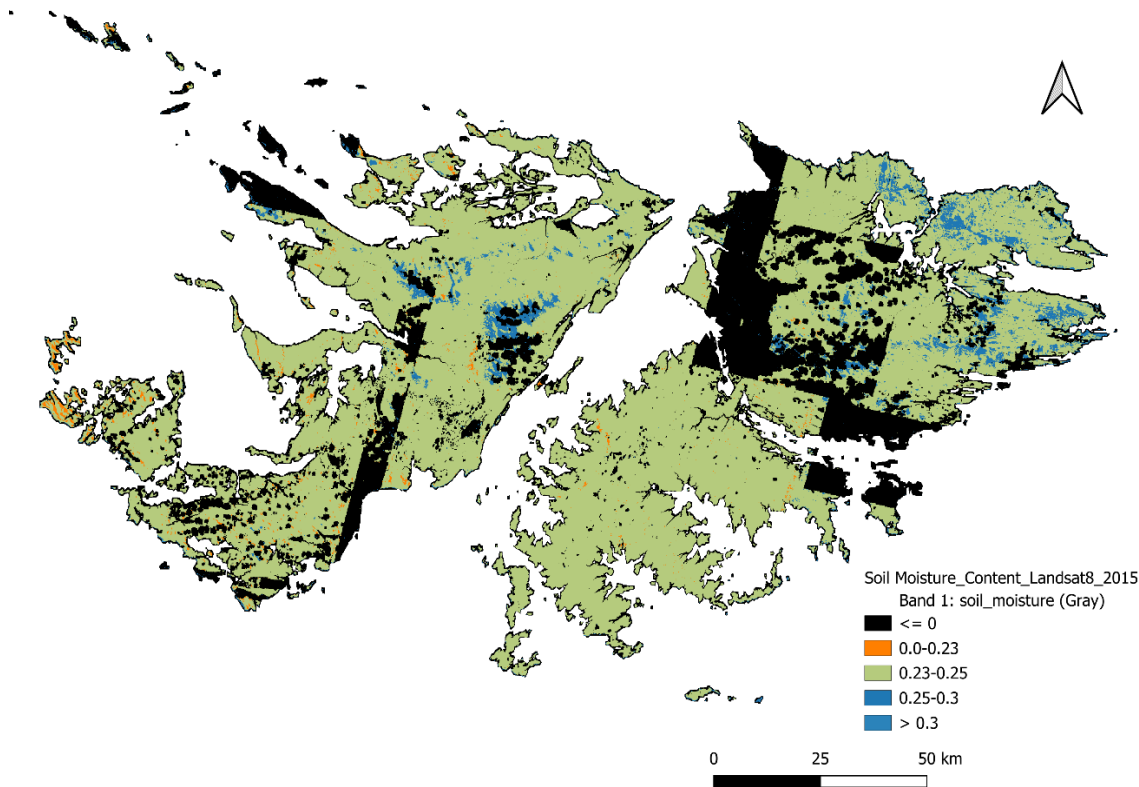 Soil Moisture_Content_Landsat8_2015
Band 1: soil_moisture (Gray)
<= 0
0.0-0.23
0.23-0.25
0.25-0.3
> 0.3
0 25 50 km